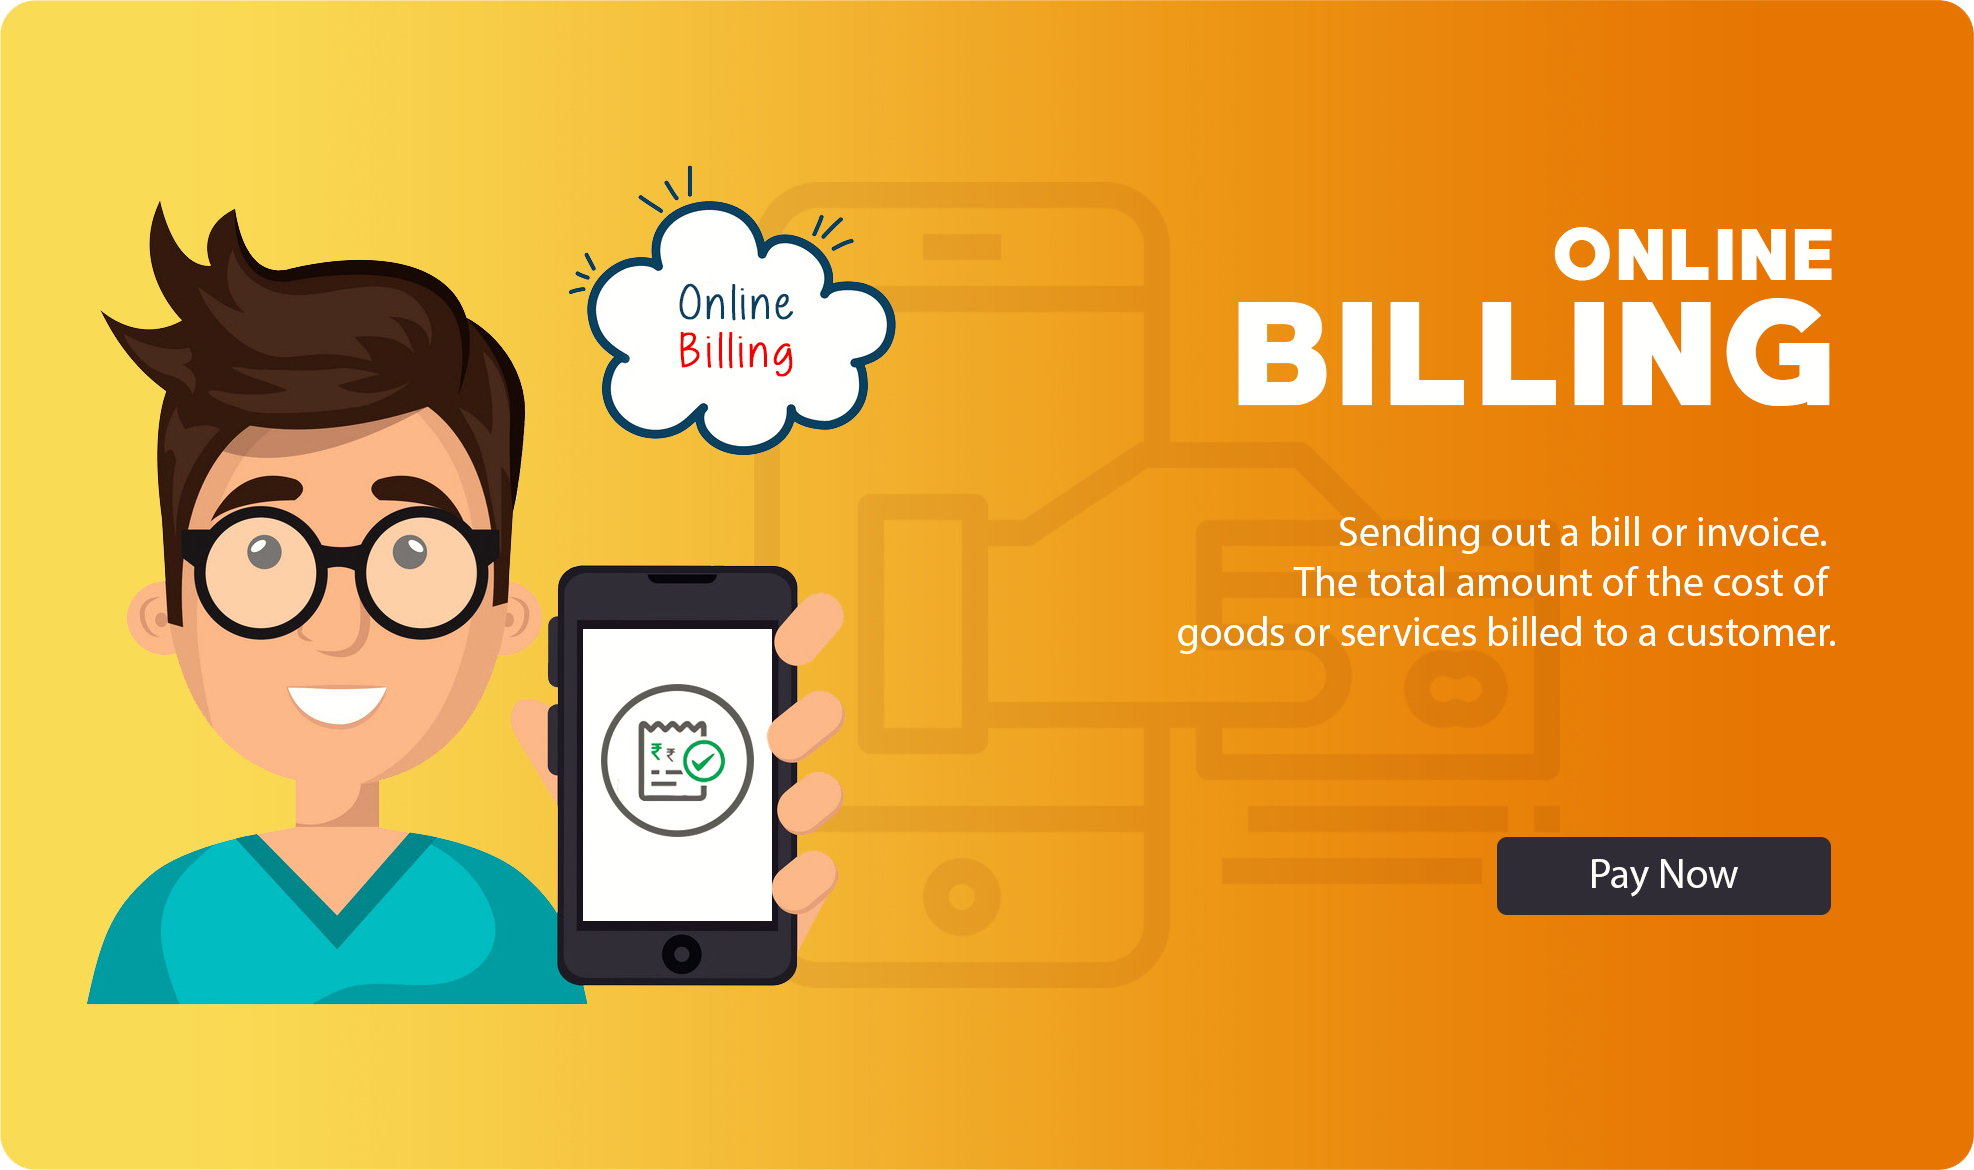 Online
Billing
₹ ₹
ONLINE
BILLING
Sending out a bill or invoice.
The total amount of the cost of
goods or services billed to a customer.
Pay Now